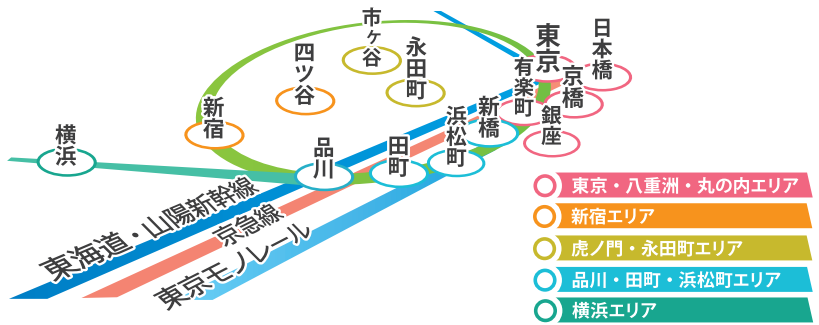 市ヶ谷
四ツ谷
永田町
東京
日本橋
有楽町
京橋
新宿
新橋
銀座
浜松町
横浜
品川
田町
東海道・山陽新幹線
京急線
東京モノレール
東京・八重洲・丸の内エリア
新宿エリア
虎ノ門・永田町エリア
品川・田町・浜松町エリア
横浜エリア